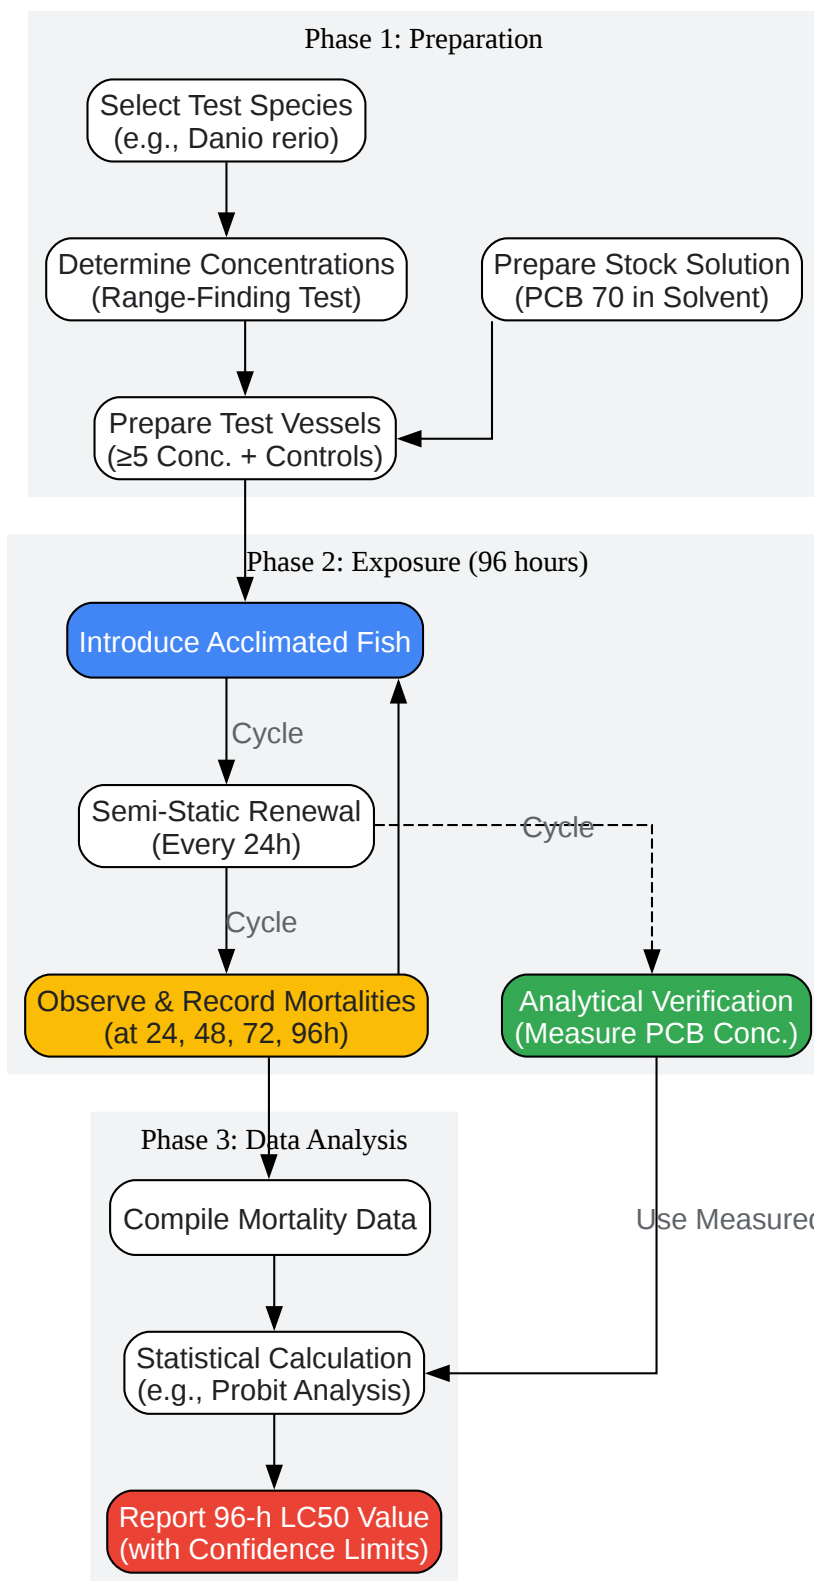 Phase 1: Preparation
Select Test Species
(e.g., Danio rerio)
Determine Concentrations
(Range-Finding Test)
Prepare Stock Solution
(PCB 70 in Solvent)
Prepare Test Vessels
(≥5 Conc. + Controls)
Phase 2: Exposure (96 hours)
Introduce Acclimated Fish
Cycle
Semi-Static Renewal
(Every 24h)
Cycle
Cycle
Observe & Record Mortalities
(at 24, 48, 72, 96h)
Analytical Verification
(Measure PCB Conc.)
Phase 3: Data Analysis
Compile Mortality Data
Use Measured
Statistical Calculation
(e.g., Probit Analysis)
Report 96-h LC50 Value
(with Confidence Limits)